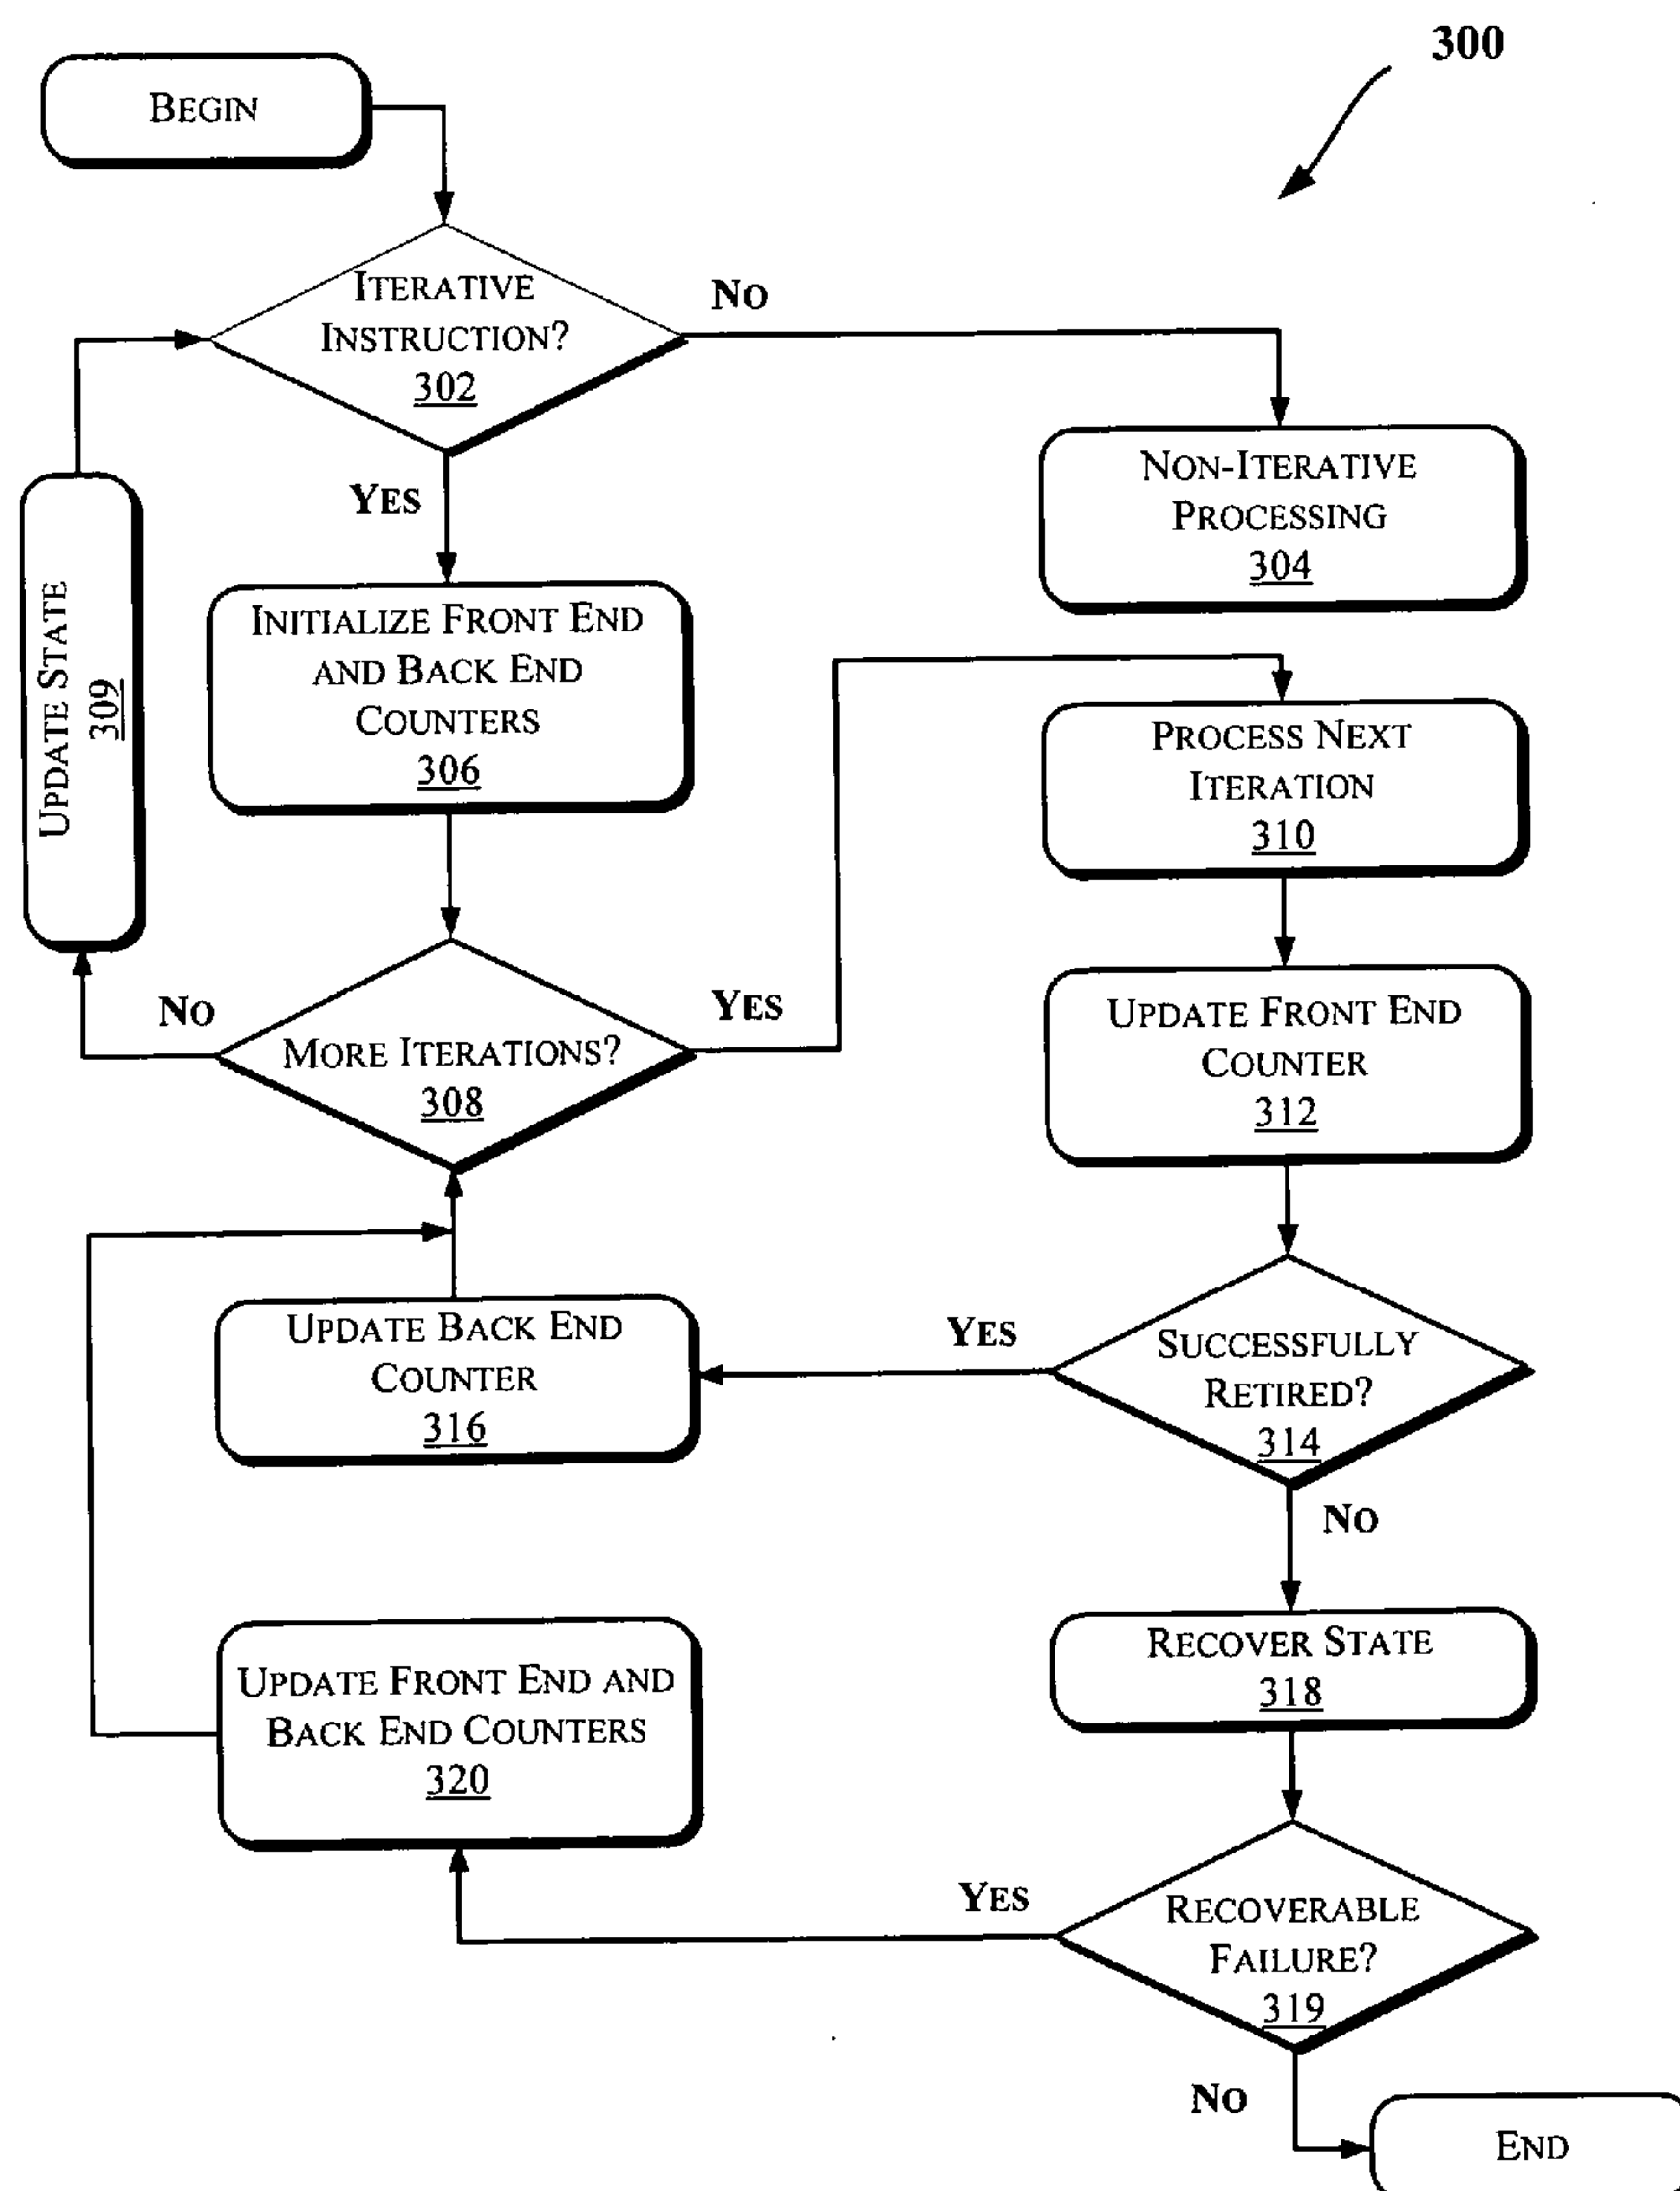 300
BEGIN
ITERATIVE
INSTRUCTION?
302
NO
YES
NON-ITERATIVE
PROCESSING
304
UPDATE STATE
309
INITIALIZE FRONT END
AND BACK END
COUNTERS
306
PROCESS NEXT
ITERATION
310
NO
MORE ITERATIONS?
308
YES
UPDATE FRONT END
COUNTER
312
UPDATE BACK END
COUNTER
316
YES
SUCCESSFULLY
RETIRED?
314
NO
RECOVER STATE
318
UPDATE FRONT END AND
BACK END COUNTERS
320
YES
RECOVERABLE
FAILURE?
319
NO
END